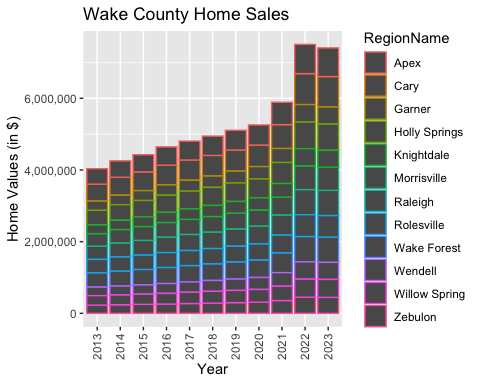 Wake County Home Sales
Home Values (in $)
6,000,000
4,000,000
2,000,000
0
2013
2014
2015
2016
2017
2018
2019
2020
2021
2022
2023
Year
RegionName
Apex
Cary
Garner
Holly Springs
Knightdale
Morrisville
Raleigh
Rolesville
Wake Forest
Wendell
Willow Spring
Zebulon